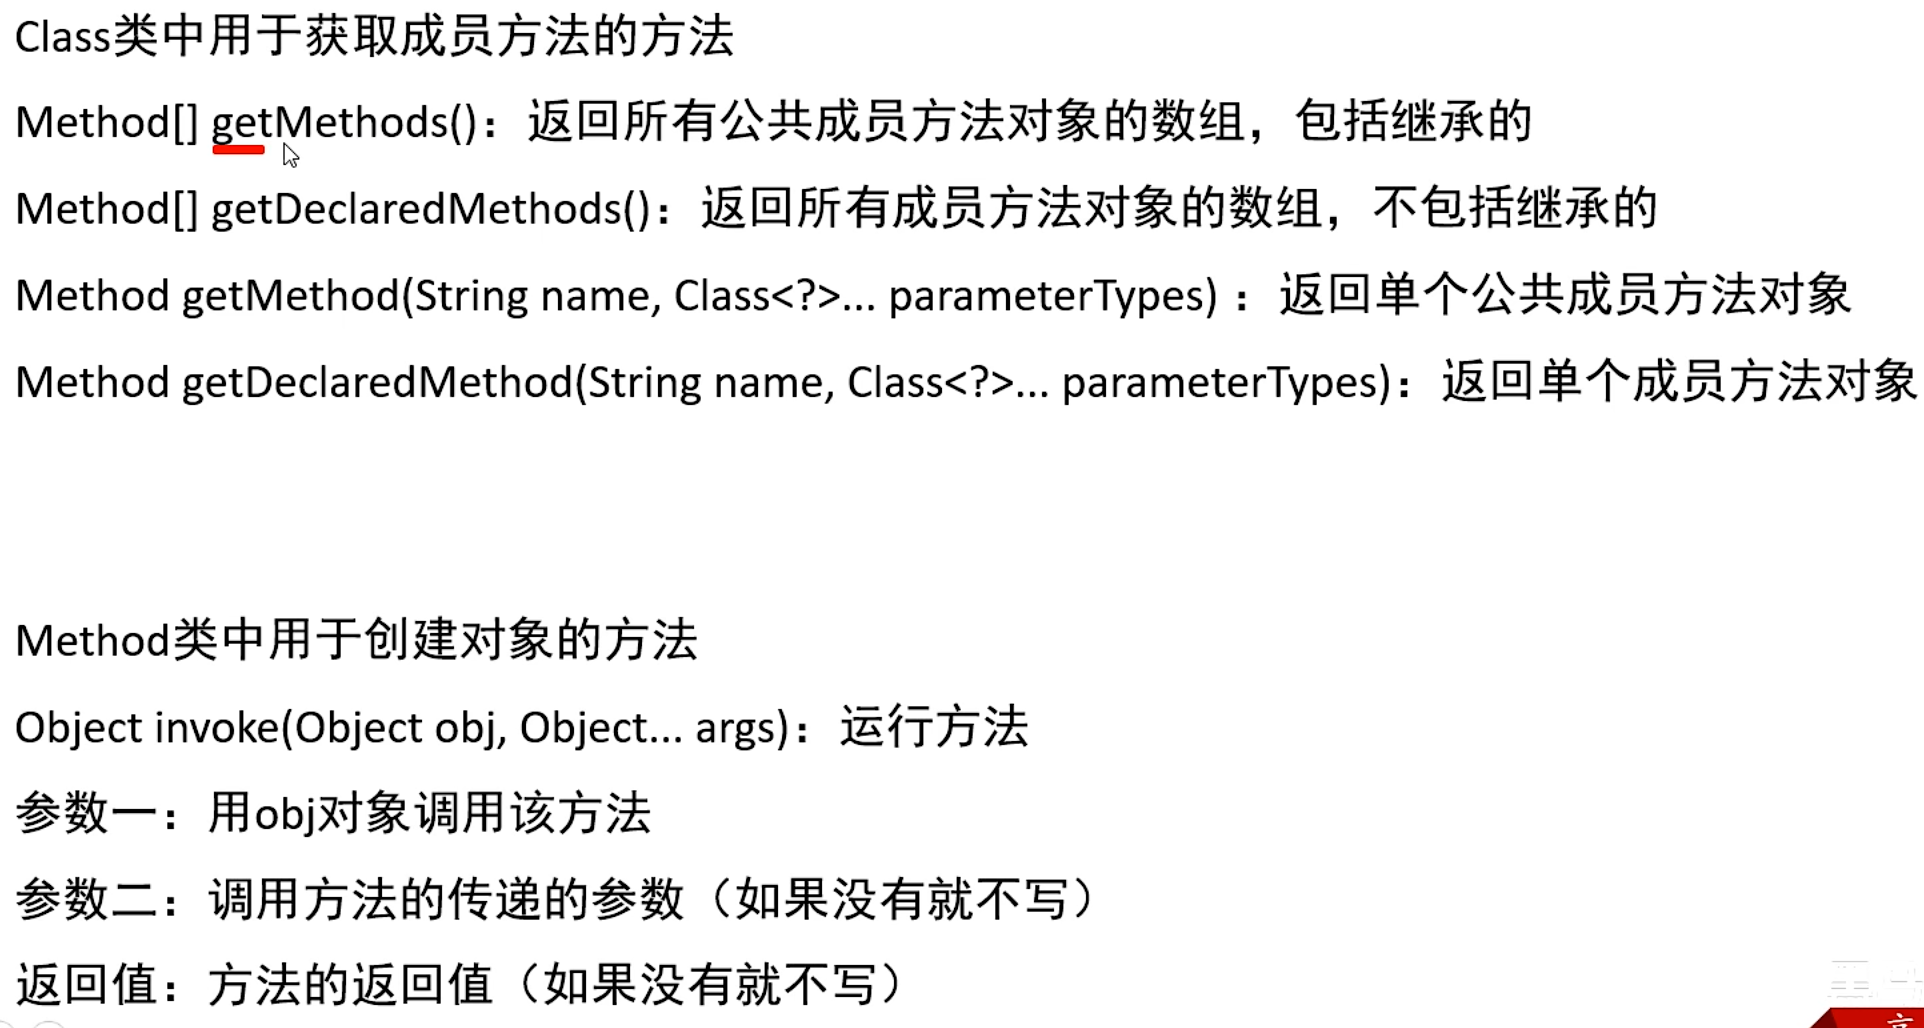 Class类中用于获取成员方法的方法
Method[] getMethods()：返回所有公共成员方法对象的数组，包括继承的
Method[] getDeclaredMethods()：返回所有成员方法对象的数组，不包括继承的
Method getMethod(String name, Class<?>... parameterTypes) ：返回单个公共成员方法对象
Method getDeclaredMethod(String name, Class<?>... parameterTypes)：返回单个成员方法对象
Method类中用于创建对象的方法
Object invoke(Object obj, Object... args)：运行方法
参数一：用obj对象调用该方法
参数二：调用方法的传递的参数（如果没有就不写）
返回值：方法的返回值（如果没有就不写）